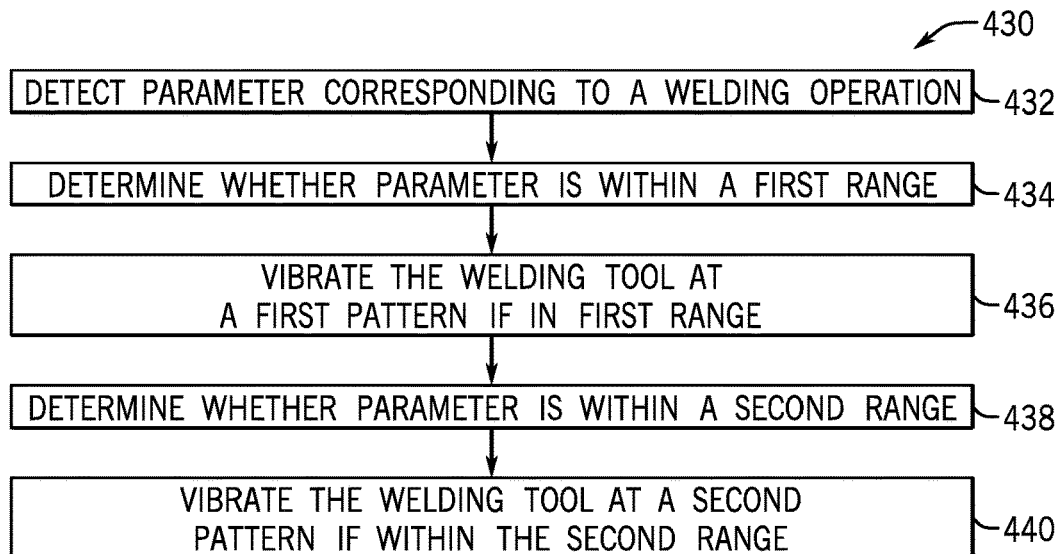 430
DETECT PARAMETER CORRESPONDING TO A WELDING OPERATION
432
DETERMINE WHETHER PARAMETER IS WITHIN A FIRST RANGE
434
VIBRATE THE WELDING TOOL AT
A FIRST PATTERN IF IN FIRST RANGE
436
DETERMINE WHETHER PARAMETER IS WITHIN A SECOND RANGE
438
VIBRATE THE WELDING TOOL AT A SECOND
PATTERN IF WITHIN THE SECOND RANGE
440